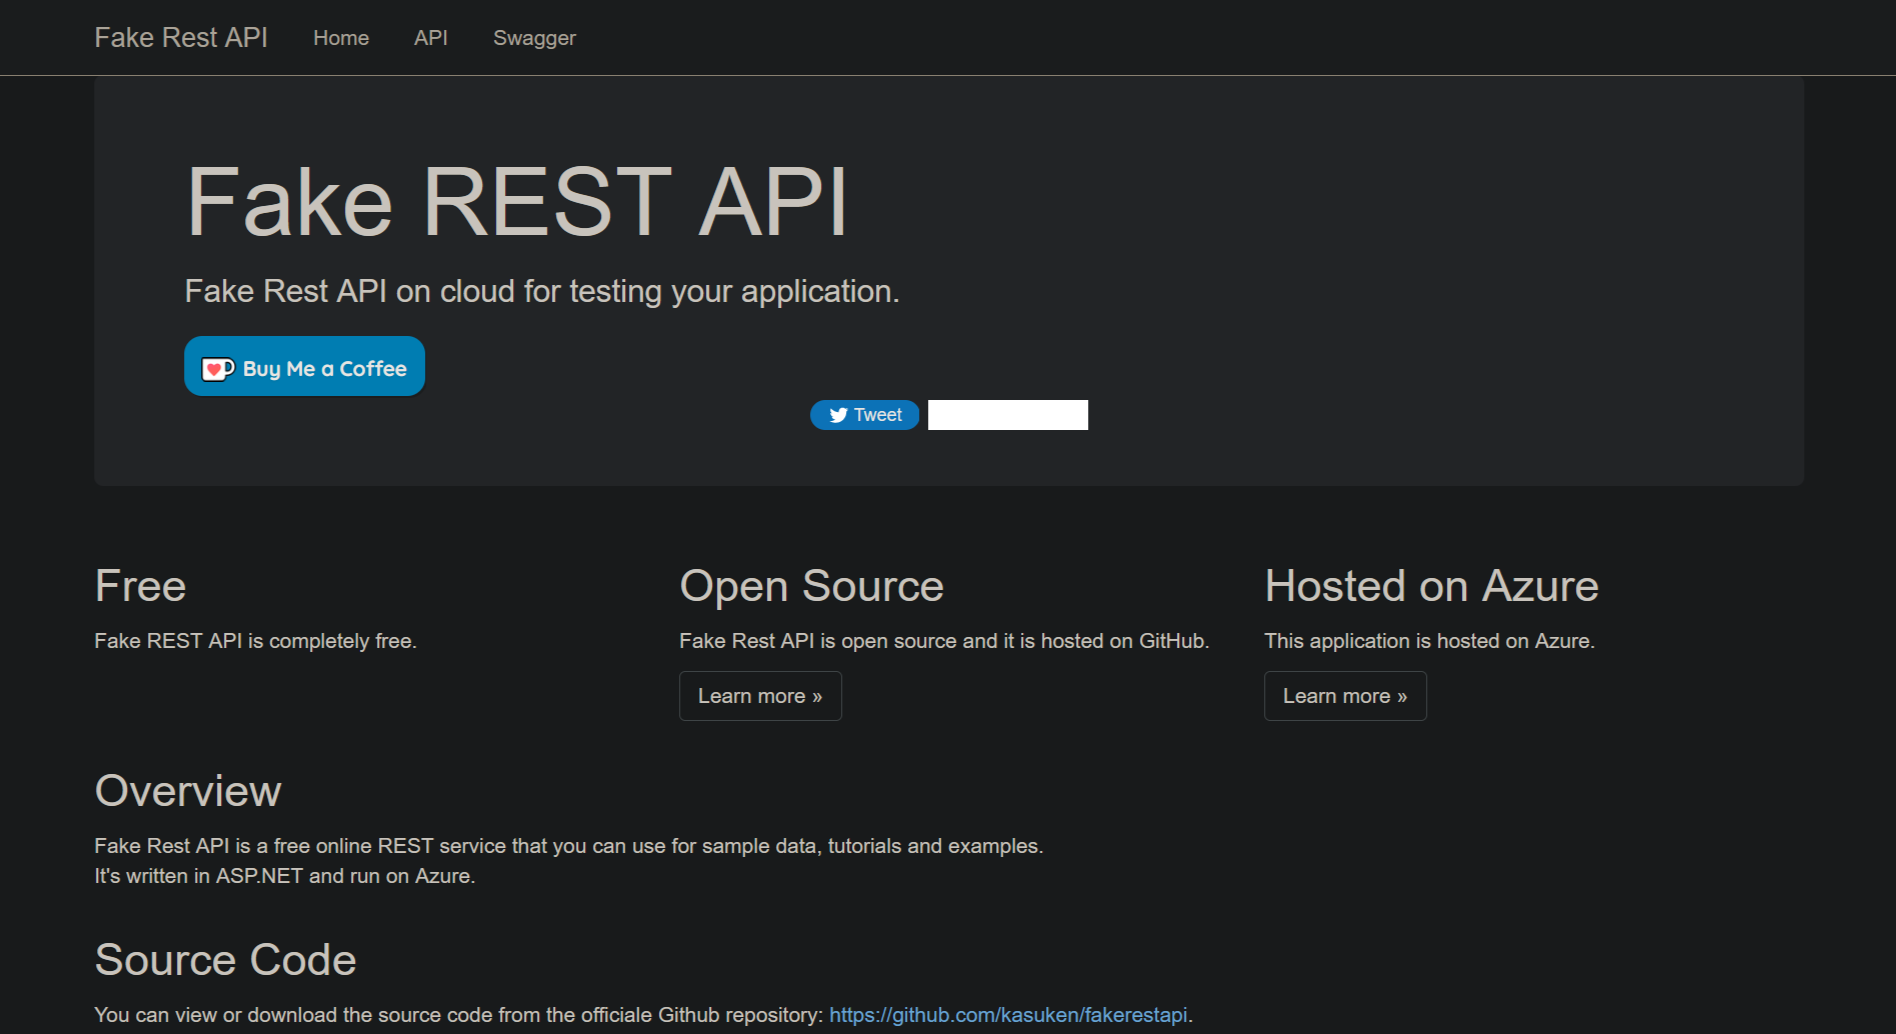 Fake Rest API Home API Swagger
Fake REST API
Fake Rest API on cloud for testing your application.
Buy Me a Coffee
Tweet
Free
Fake REST API is completely free.
Open Source
Fake Rest API is open source and it is hosted on GitHub.
Learn more »
Hosted on Azure
This application is hosted on Azure.
Learn more »
Overview
Fake Rest API is a free online REST service that you can use for sample data, tutorials and examples.
It's written in ASP.NET and run on Azure.
Source Code
You can view or download the source code from the officiale Github repository: https://github.com/kasuken/fakerestapi.